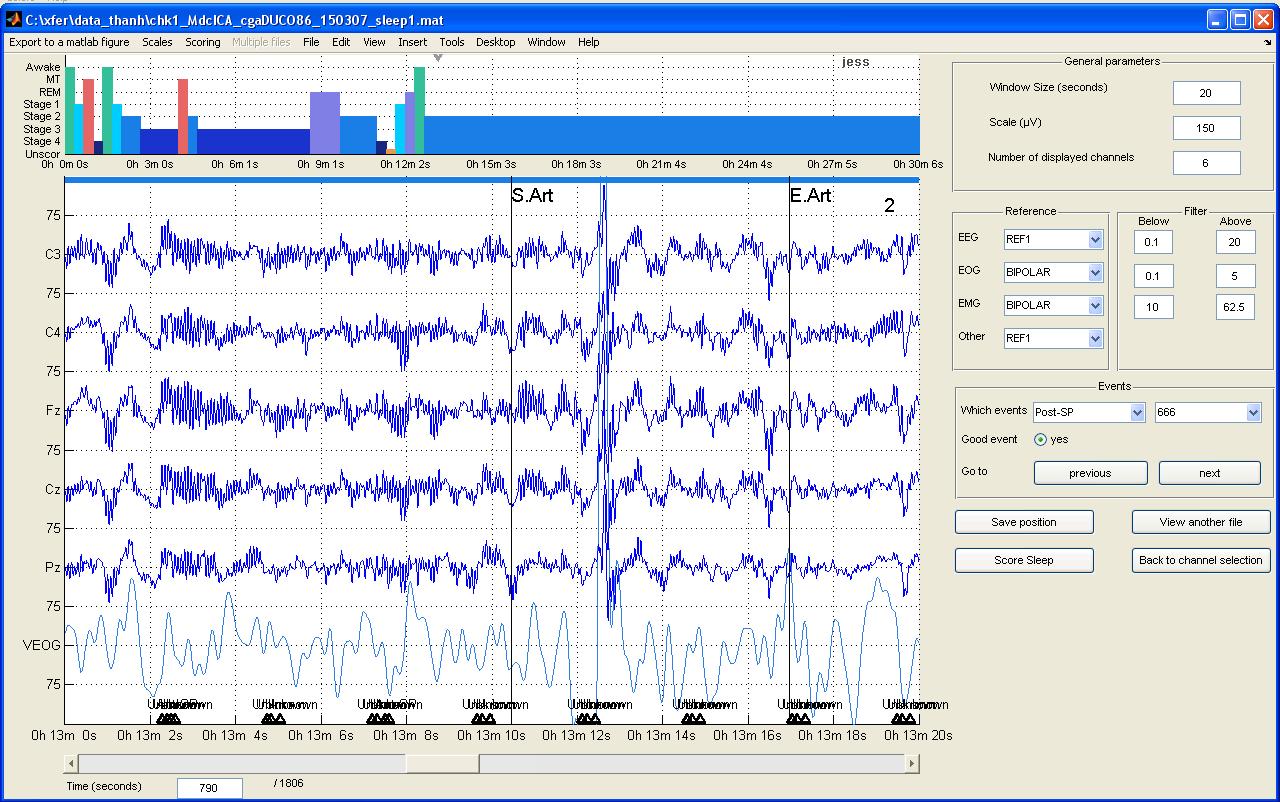 C:\xfer\data_thanh\chk1_MdcICA_cgaDUCO86_150307_sleep1.mat
Export to a matlab figure Scales Scoring Multiple files File Edit View Insert Tools Desktop Window Help
jess
Awake
MT
REM
Stage 1
Stage 2
Stage 3
Stage 4
Unscor
0h 0m 0s 0h 3m 0s 0h 6m 1s 0h 9m 1s 0h 12m 2s 0h 15m 3s 0h 18m 3s 0h 21m 4s 0h 24m 4s 0h 27m 5s 0h 30m 6s
S.Art E.Art 2
75
C3
75
C4
75
Fz
75
Cz
75
Pz
75
VEOG
75
Unknown Unknown Unknown Unknown Unknown Unknown
0h 13m 0s 0h 13m 2s 0h 13m 4s 0h 13m 6s 0h 13m 8s 0h 13m 10s 0h 13m 12s 0h 13m 14s 0h 13m 16s 0h 13m 18s 0h 13m 20s
Time (seconds) 790 / 1806
General parameters
Window Size (seconds) 20
Scale (µV) 150
Number of displayed channels 6
Reference
EEG REF1
EOG BIPOLAR
EMG BIPOLAR
Other REF1
Filter
Below Above
0.1 20
0.1 5
10 62.5
Events
Which events Post-SP 666
Good event yes
Go to previous next
Save position View another file
Score Sleep Back to channel selection